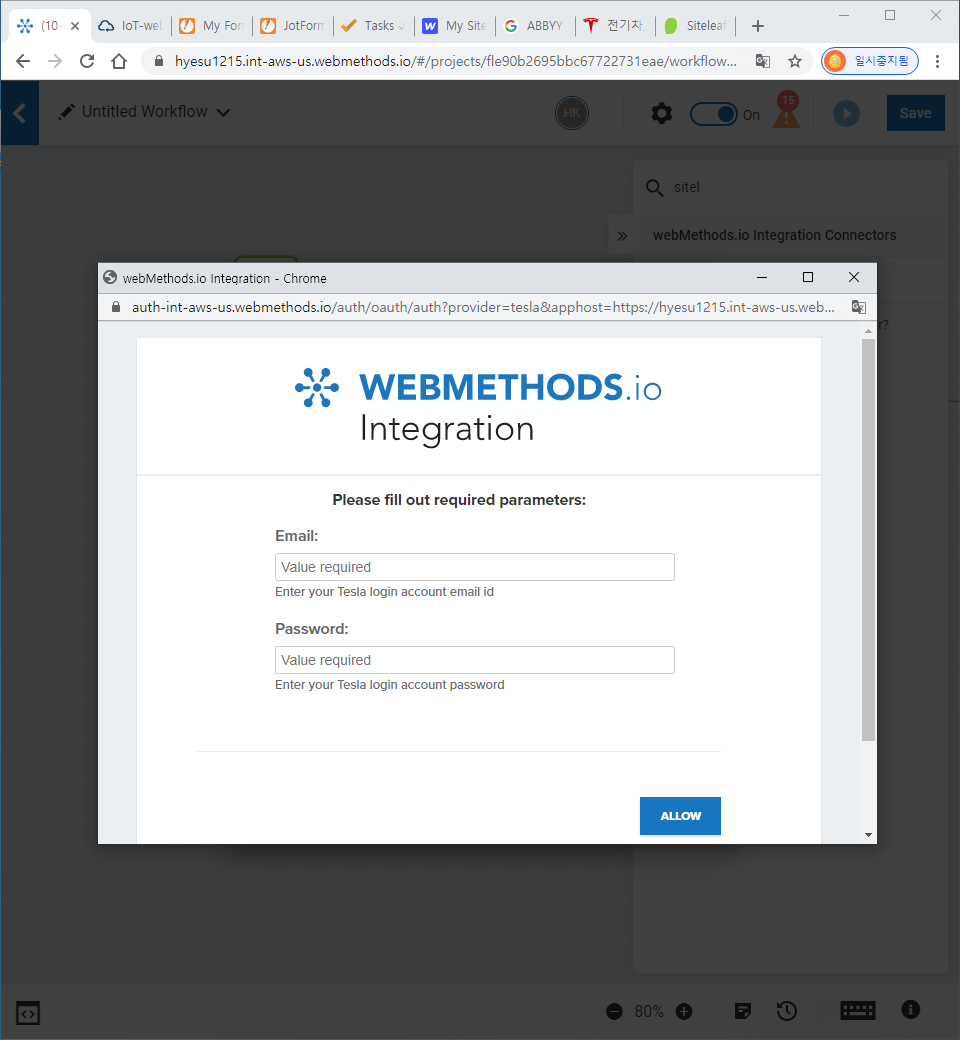 (10-
IoT-web
My For
JotForm
Tasks
My Site
ABBYY
전기차,
Siteleaf
hyesu1215.int-aws-us.webmethods.io/#/projects/fle90b2695bbc67722731eae/workflow...
일시중지됨
Untitled Workflow
HK
On
15
Save
sitel
webMethods.io Integration Connectors
r?
webMethods.io Integration - Chrome
auth-int-aws-us.webmethods.io/auth/oauth/auth?provider=tesla&apphost=https://hyesu1215.int-aws-us.web...
WEBMETHODS.io
Integration
Please fill out required parameters:
Email:
Value required
Enter your Tesla login account email id
Password:
Value required
Enter your Tesla login account password
ALLOW
80%